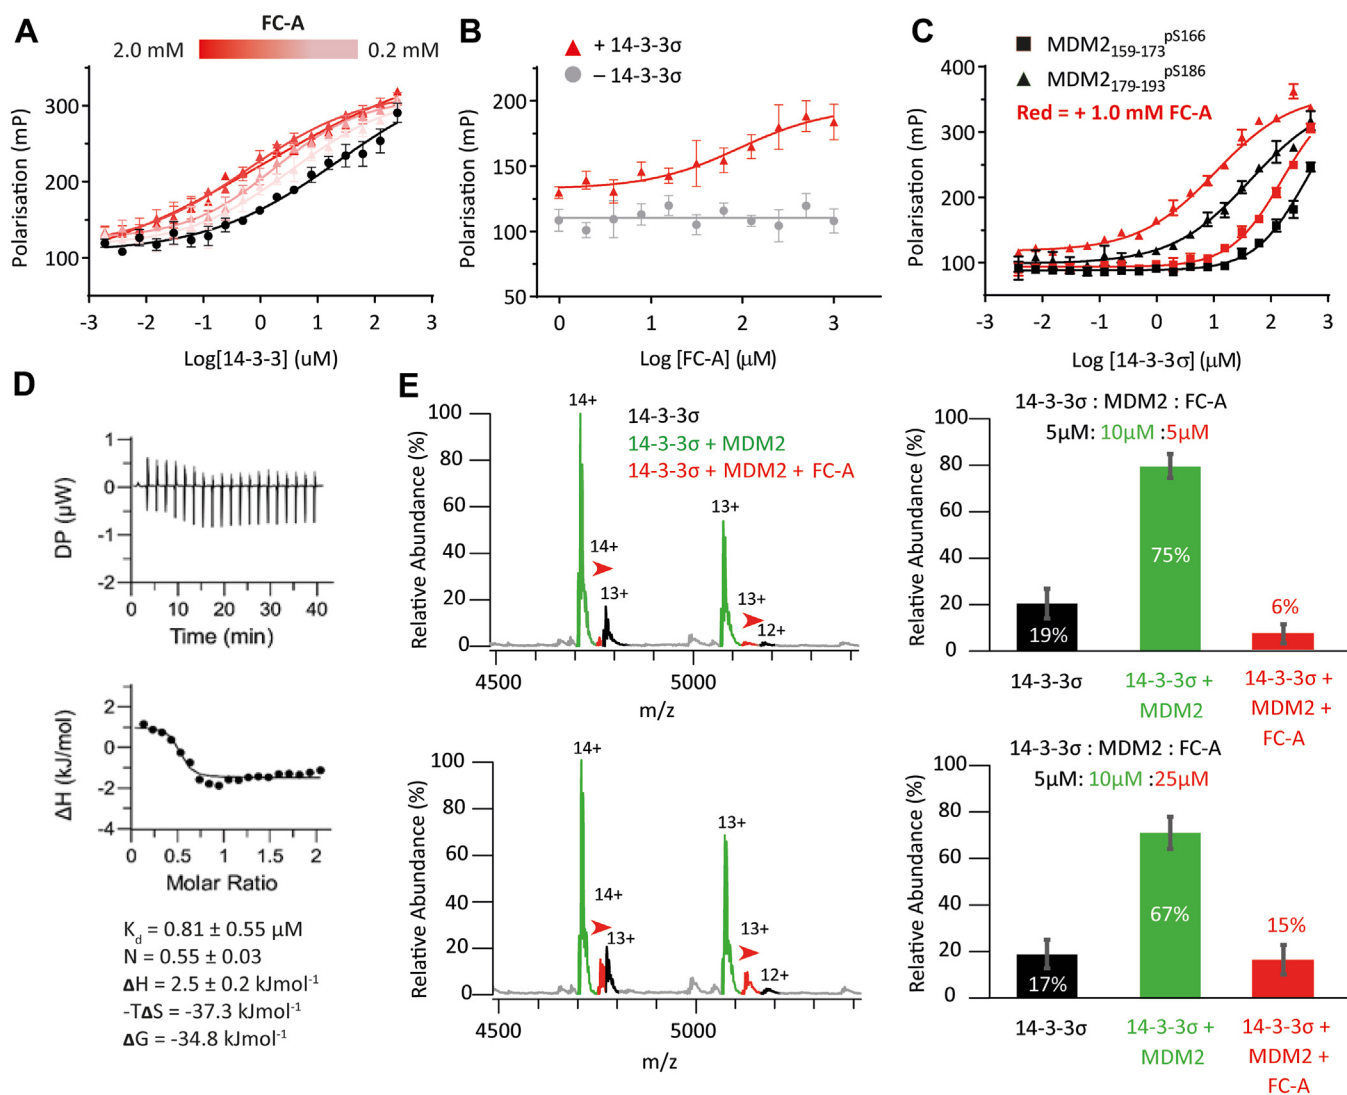 A
FC-A
2.0 mM
0.2 mM
Polarisation (mP)
300
200
100
-3 -2 -1 0 1 2 3
Log[14-3-3] (uM)
B
+ 14-3-3σ
– 14-3-3σ
Polarisation (mP)
200
150
100
50
0 1 2 3
Log [FC-A] (μM)
C
MDM2159-173 pS166
MDM2179-193 pS186
Red = + 1.0 mM FC-A
Polarisation (mP)
400
300
200
100
-3 -2 -1 0 1 2 3
Log [14-3-3σ] (μM)
D
DP (μW)
1
0
-1
-2
0 10 20 30 40
Time (min)
ΔH (kJ/mol)
2
0
-2
-4
0 0.5 1 1.5 2
Molar Ratio
Kd = 0.81 ± 0.55 μM
N = 0.55 ± 0.03
ΔH = 2.5 ± 0.2 kJmol-1
-TΔS = -37.3 kJmol-1
ΔG = -34.8 kJmol-1
E
Relative Abundance (%)
100
80
60
40
20
0
14+
14-3-3σ
14-3-3σ + MDM2
14-3-3σ + MDM2 + FC-A
13+
14+
13+
13+
12+
4500 5000
m/z
Relative Abundance (%)
100
80
60
40
20
0
14-3-3σ : MDM2 : FC-A
5μM: 10μM :5μM
19%
75%
6%
14-3-3σ
14-3-3σ +
MDM2
14-3-3σ +
MDM2 +
FC-A
Relative Abundance (%)
100
80
60
40
20
0
14+
13+
14+
13+
13+
12+
4500 5000
m/z
Relative Abundance (%)
100
80
60
40
20
0
14-3-3σ : MDM2 : FC-A
5μM: 10μM :25μM
17%
67%
15%
14-3-3σ
14-3-3σ +
MDM2
14-3-3σ +
MDM2 +
FC-A